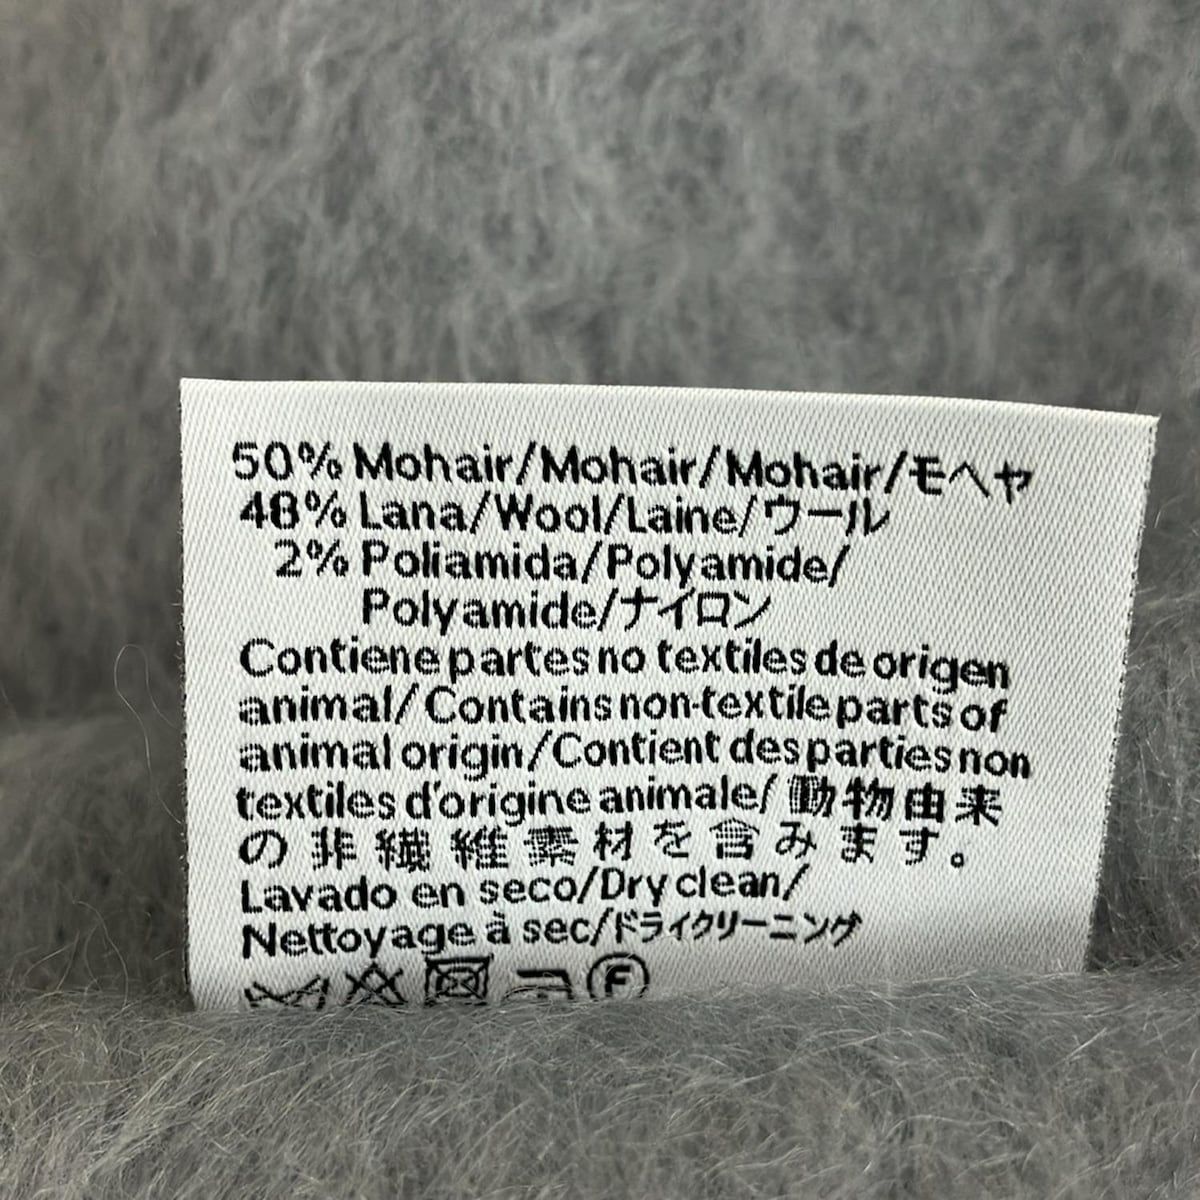 50% Mohair/Mohair/Mohair/モヘヤ
48% Lana/Wool/Laine/ウール
2% Poliamida/Polyamide/
Polyamide/ナイロン
Contiene partes no textiles de origen
animal/Contains non-textile parts of
animal origin/Contient des parties non
textiles d'origine animale/動物由来
の非繊維素材を含みます。
Lavado en seco/Dry clean/
Nettoyage à sec/ドライクリーニング
F